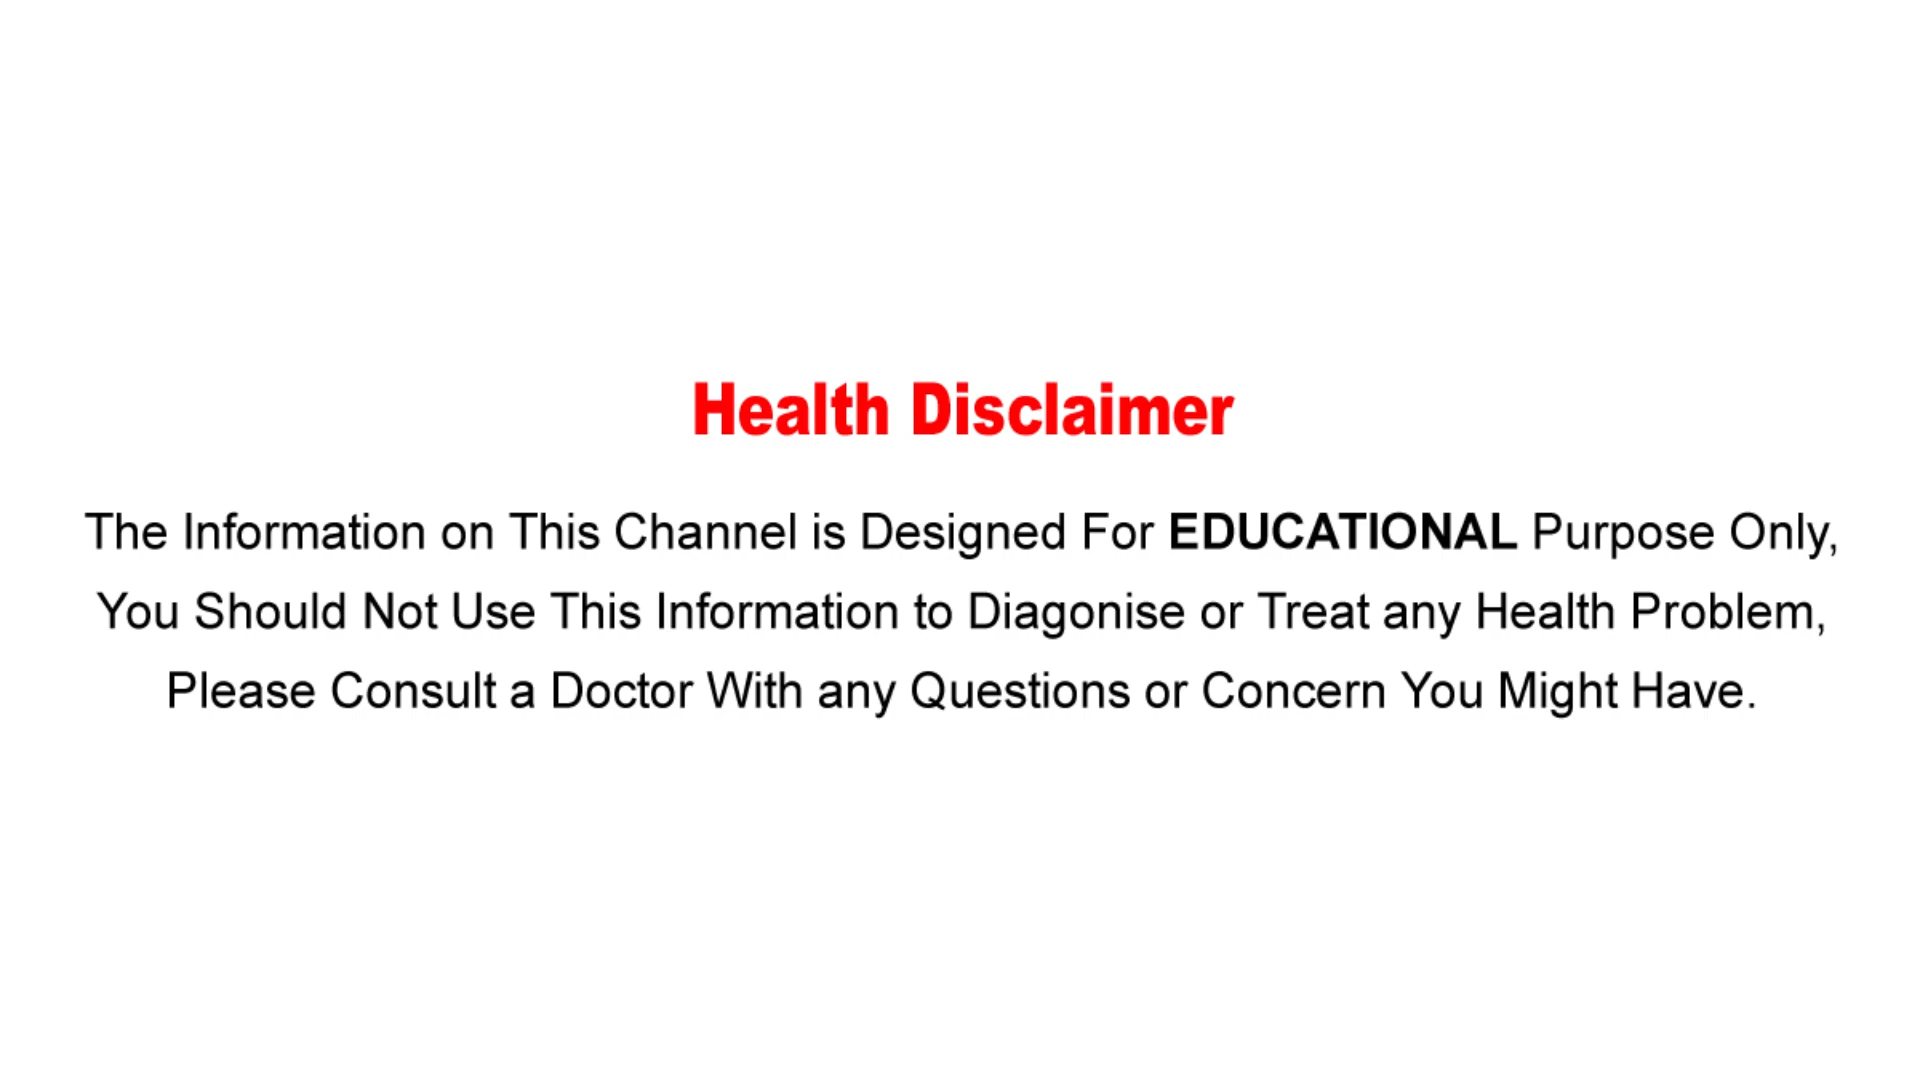 Health Disclaimer
The Information on This Channel is Designed For EDUCATIONAL Purpose Only,
You Should Not Use This Information to Diagonise or Treat any Health Problem,
Please Consult a Doctor With any Questions or Concern You Might Have.